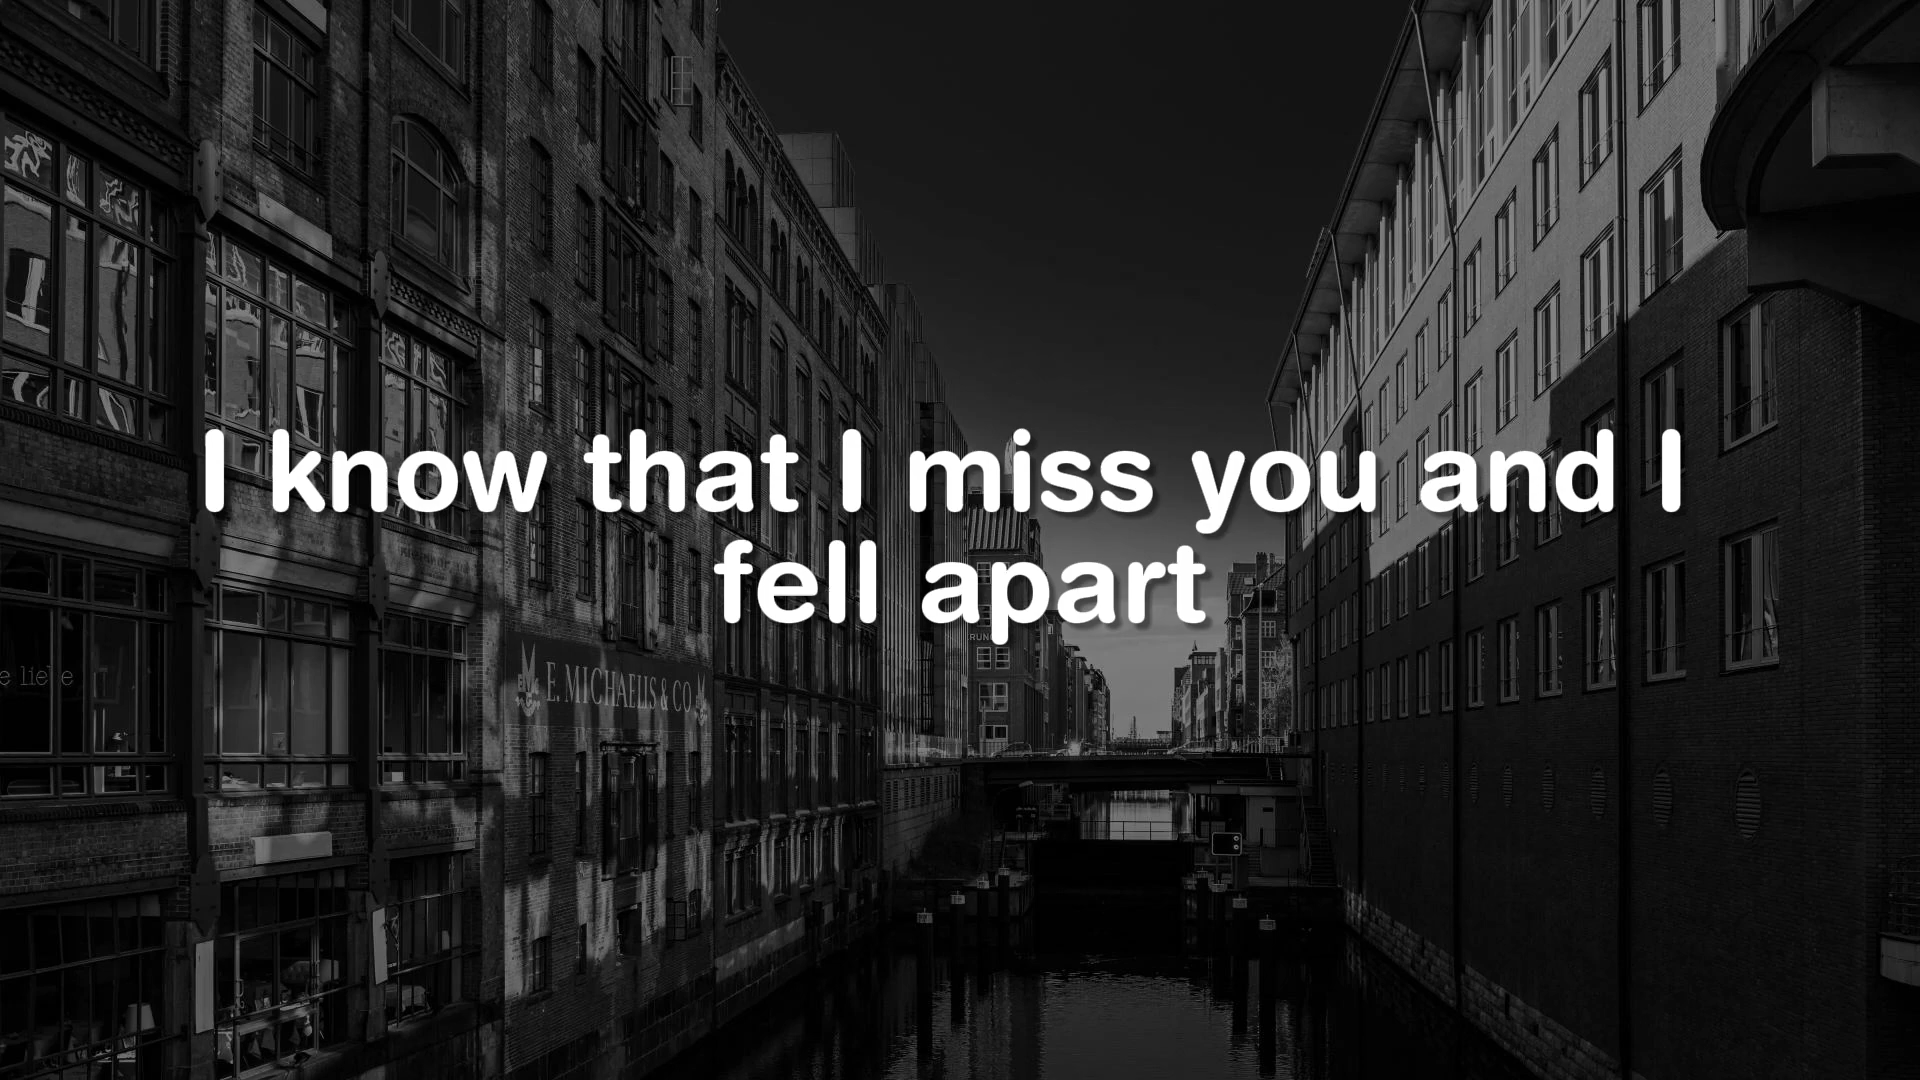 I know that I miss you and I
fell apart
E. MICHAELIS & CO